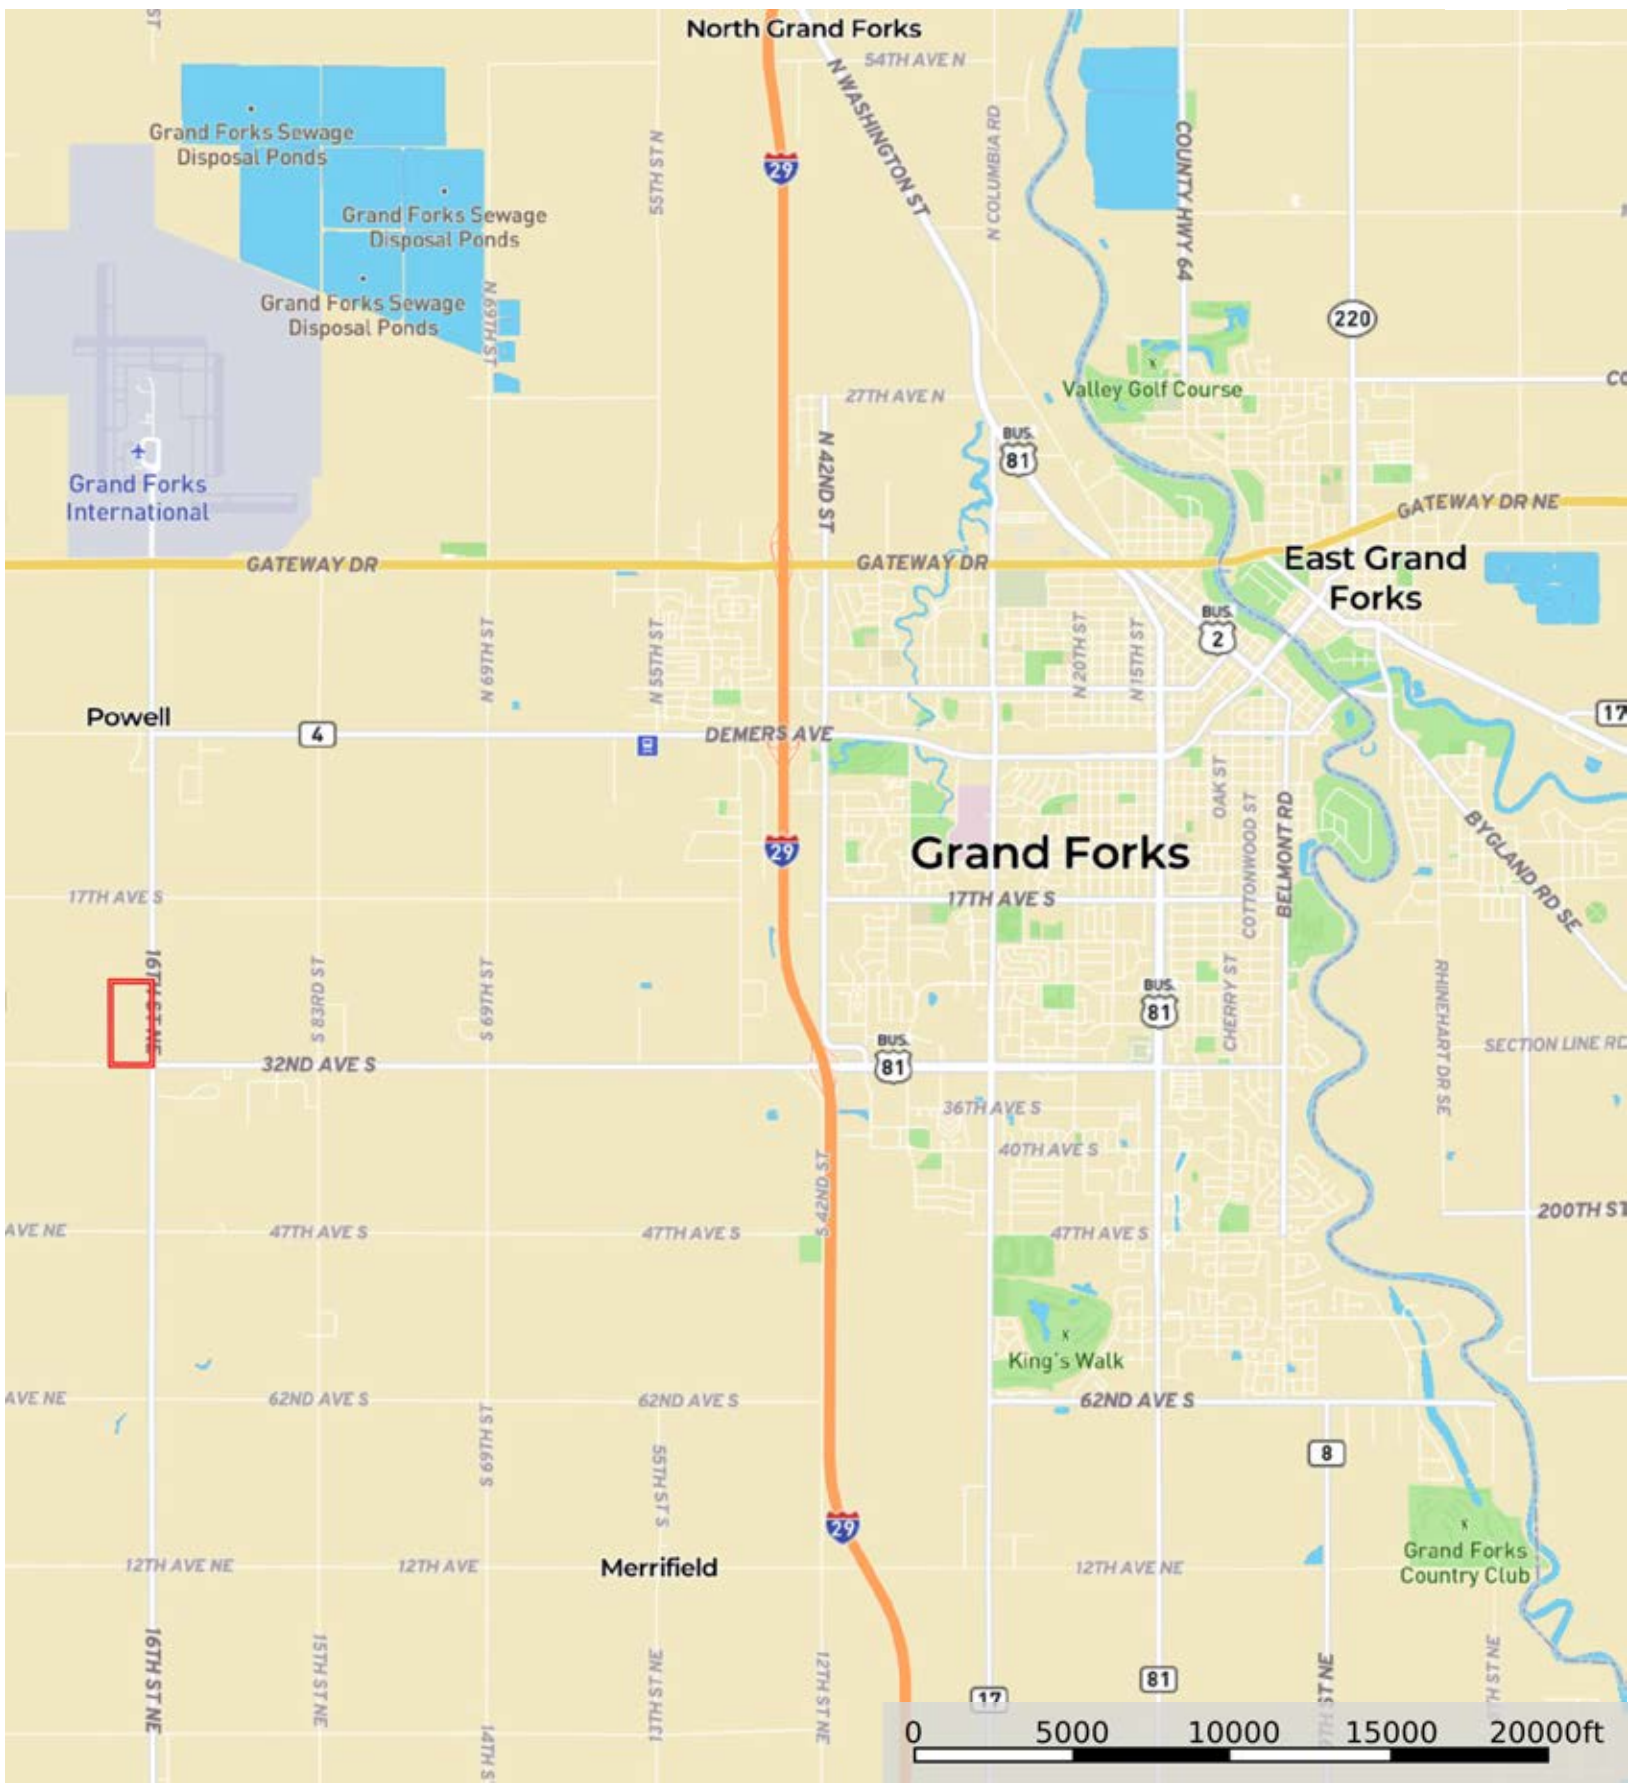 ST
North Grand Forks
54TH AVE N
N WASHINGTON ST
N COLUMBIA RD
COUNTY HWY 64
55TH ST N
29
Grand Forks Sewage
Disposal Ponds
Grand Forks Sewage
Disposal Ponds
Grand Forks Sewage
Disposal Ponds
N 69TH ST
220
Valley Golf Course
CO
27TH AVE N
N 42ND ST
BUS.
81
Grand Forks
International
GATEWAY DR NE
GATEWAY DR
GATEWAY DR
East Grand
Forks
BUS.
2
N 69TH ST
N 55TH ST
N 20TH ST
N 15TH ST
Powell
4
DEMERS AVE
17
OAK ST
COTTONWOOD ST
BELMONT RD
BYGLAND RD SE
29
Grand Forks
17TH AVE S
17TH AVE S
16TH ST NE
S 83RD ST
S 69TH ST
CHERRY ST
RHINEHART DR SE
BUS.
81
SECTION LINE RD
BUS.
81
32ND AVE S
36TH AVE S
40TH AVE S
S 42ND ST
200TH ST
AVE NE
47TH AVE S
47TH AVE S
47TH AVE S
King's Walk
AVE NE
62ND AVE S
62ND AVE S
62ND AVE S
S 69TH ST
55TH ST S
8
29
Grand Forks
Country Club
12TH AVE NE
12TH AVE
Merrifield
12TH AVE NE
16TH ST NE
15TH ST NE
13TH ST NE
12TH ST NE
14TH S
81
17
9TH ST NE
TH ST NE
0 5000 10000 15000 20000ft